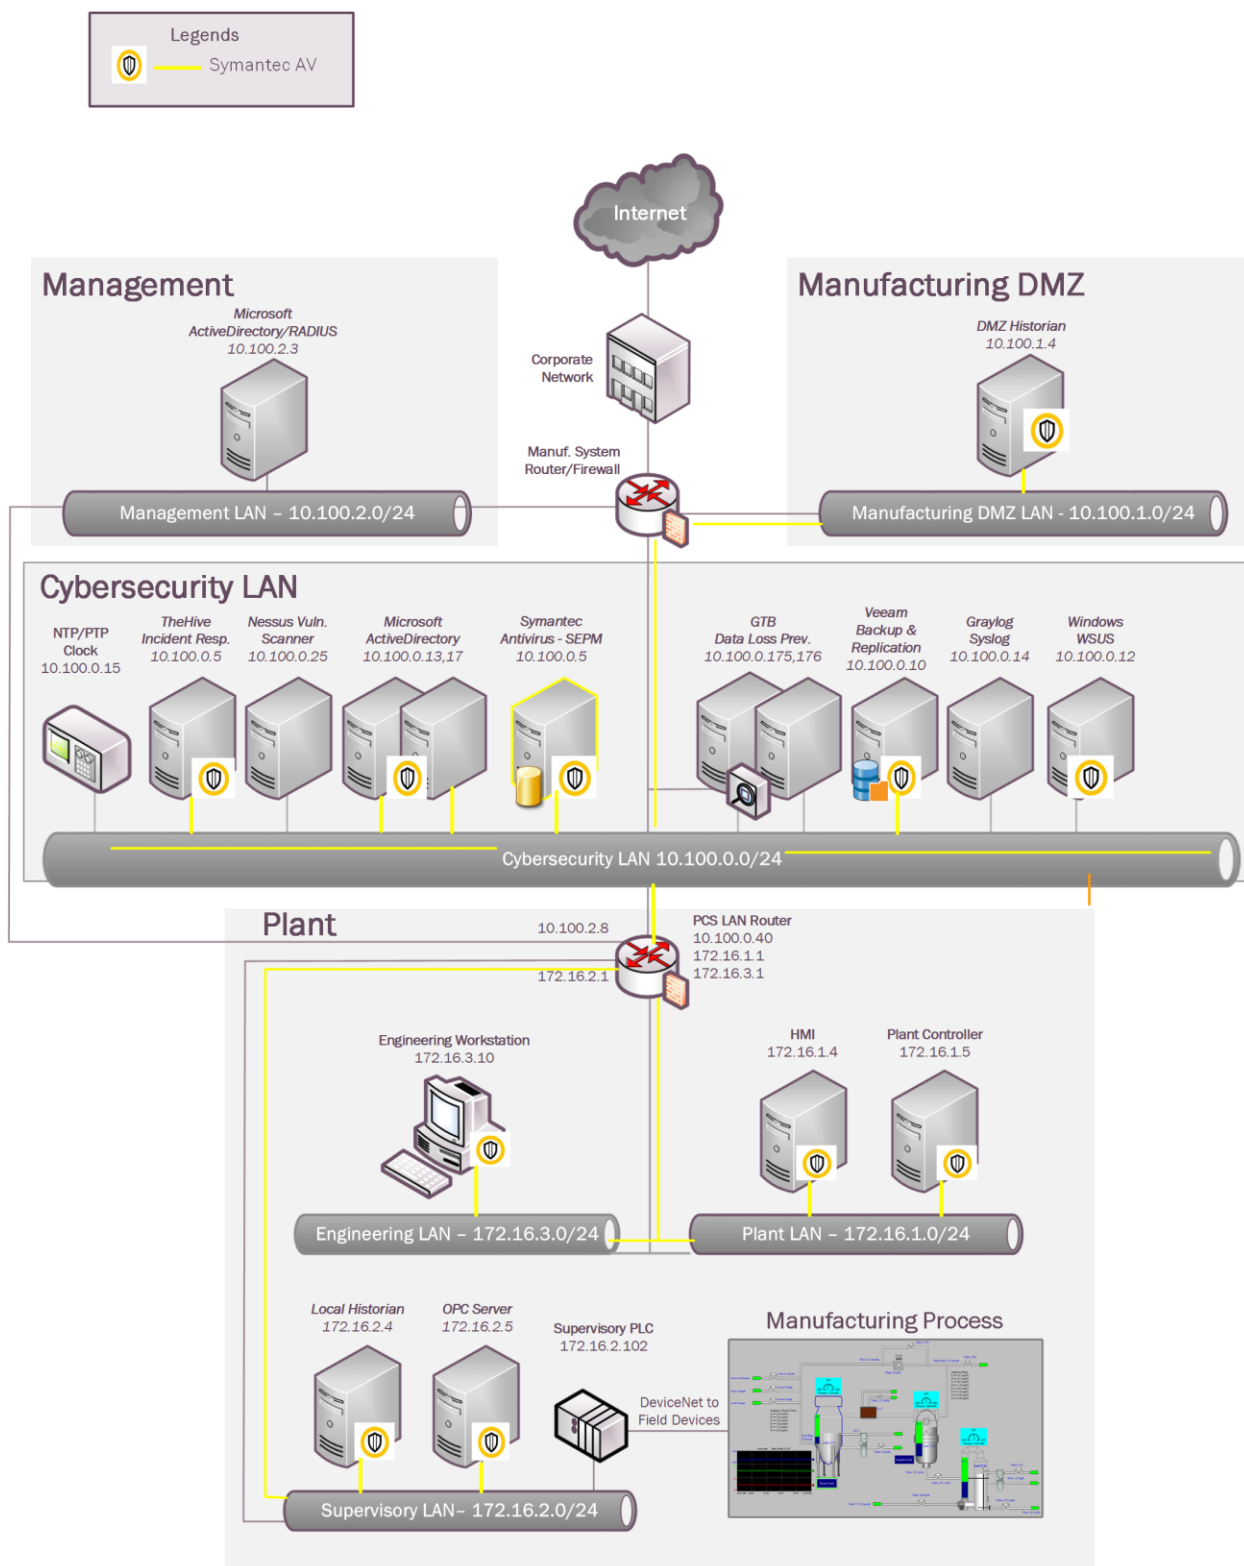 Legends
Symantec AV
Internet
Management
Manufacturing DMZ
Microsoft
ActiveDirectory/RADIUS
10.100.2.3
DMZ Historian
10.100.1.4
Corporate
Network
Manuf. System
Router/Firewall
Management LAN – 10.100.2.0/24
Manufacturing DMZ LAN - 10.100.1.0/24
Cybersecurity LAN
NTP/PTP
Clock
10.100.0.15
TheHive
Incident Resp.
10.100.0.5
Nessus Vuln.
Scanner
10.100.0.25
Microsoft
ActiveDirectory
10.100.0.13,17
Symantec
Antivirus - SEPM
10.100.0.5
GTB
Data Loss Prev.
10.100.0.175,176
Veeam
Backup &
Replication
10.100.0.10
Graylog
Syslog
10.100.0.14
Windows
WSUS
10.100.0.12
Cybersecurity LAN 10.100.0.0/24
Plant
10.100.2.8
172.16.2.1
PCS LAN Router
10.100.0.40
172.16.1.1
172.16.3.1
Engineering Workstation
172.16.3.10
HMI
172.16.1.4
Plant Controller
172.16.1.5
Engineering LAN – 172.16.3.0/24
Plant LAN – 172.16.1.0/24
Local Historian
172.16.2.4
OPC Server
172.16.2.5
Supervisory PLC
172.16.2.102
Manufacturing Process
DeviceNet to
Field Devices
Supervisory LAN– 172.16.2.0/24